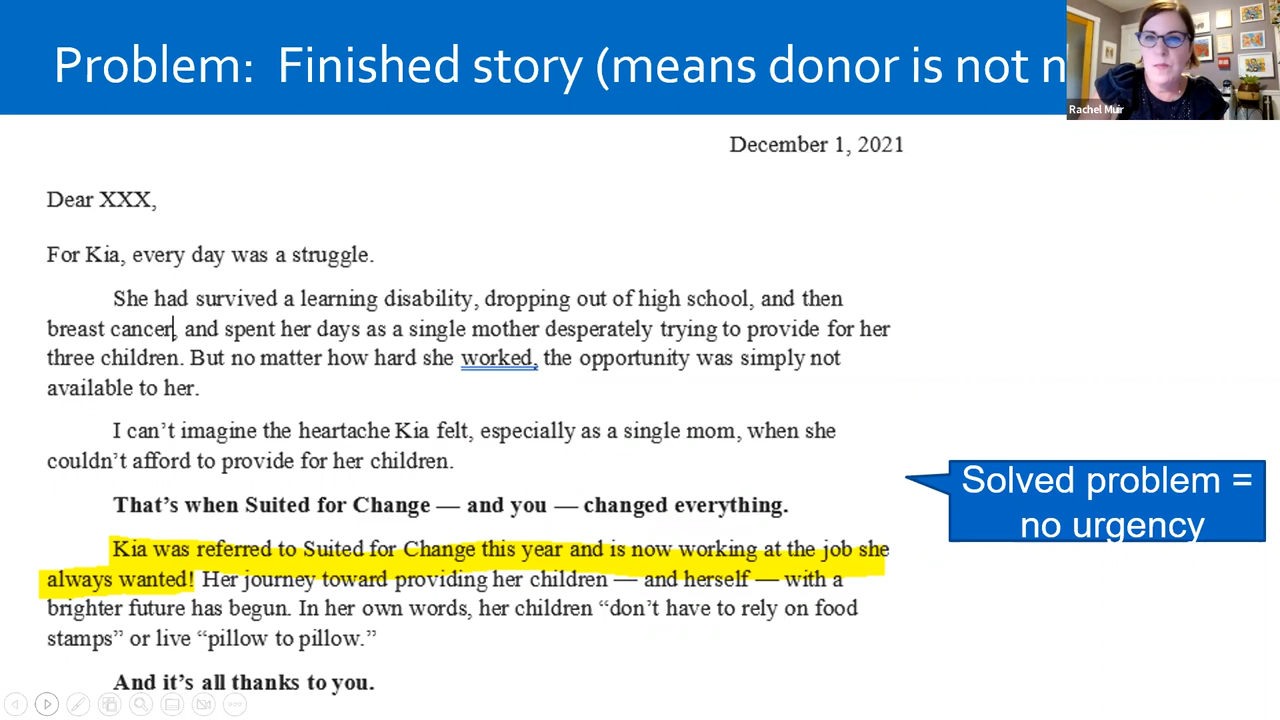 Problem:  Finished story (means donor is not n
Rachel Muir
December 1, 2021
Dear XXX,
For Kia, every day was a struggle.
She had survived a learning disability, dropping out of high school, and then
breast cancer, and spent her days as a single mother desperately trying to provide for her
three children. But no matter how hard she worked, the opportunity was simply not
available to her.
I can’t imagine the heartache Kia felt, especially as a single mom, when she
couldn’t afford to provide for her children.
That’s when Suited for Change — and you — changed everything.
Kia was referred to Suited for Change this year and is now working at the job she
always wanted! Her journey toward providing her children — and herself — with a
brighter future has begun. In her own words, her children “don’t have to rely on food
stamps” or live “pillow to pillow.”
And it’s all thanks to you.
Solved problem =
no urgency